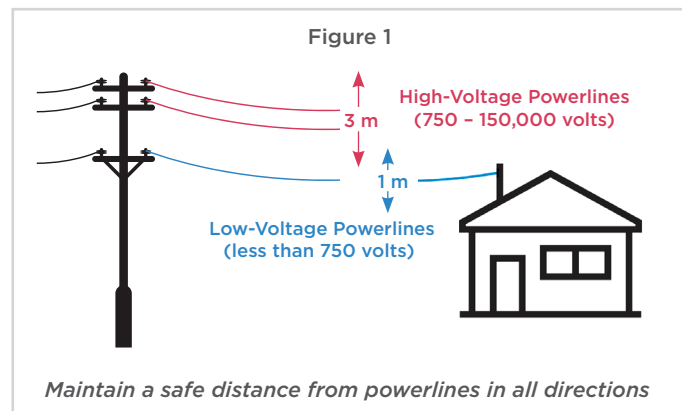 Figure 1
High-Voltage Powerlines
(750 – 150,000 volts)
3 m
1 m
Low-Voltage Powerlines
(less than 750 volts)
Maintain a safe distance from powerlines in all directions